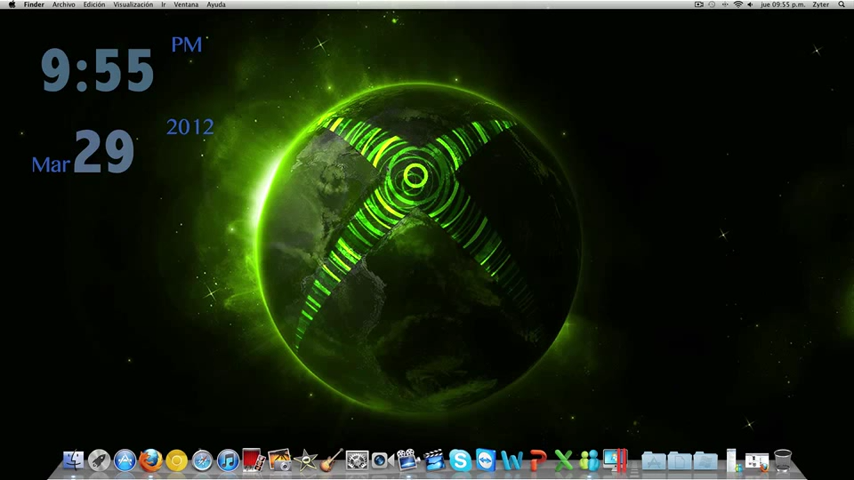 Finder Archivo Edición Visualización Ir Ventana Ayuda jue 09:55 p.m. Zyter
9:55 PM
2012
Mar 29